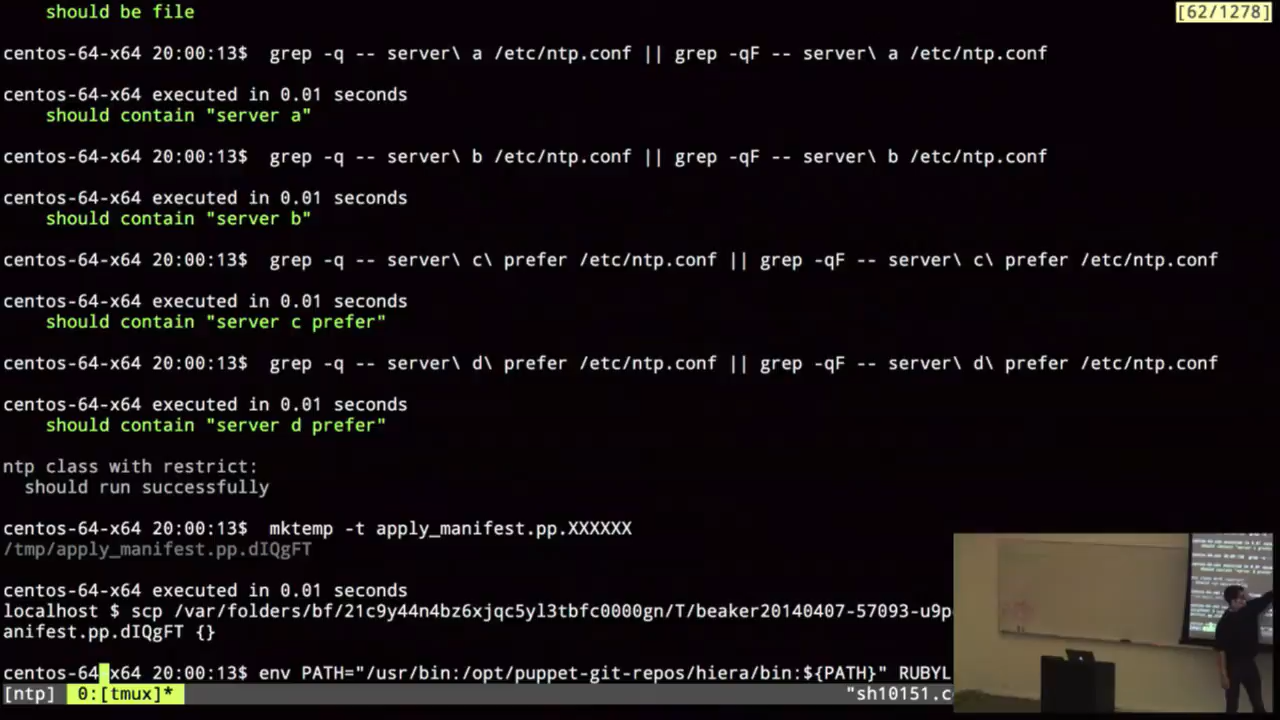 should be file
[62/1278]
centos-64-x64 20:00:13$  grep -q -- server\ a /etc/ntp.conf || grep -qF -- server\ a /etc/ntp.conf
centos-64-x64 executed in 0.01 seconds
should contain "server a"
centos-64-x64 20:00:13$  grep -q -- server\ b /etc/ntp.conf || grep -qF -- server\ b /etc/ntp.conf
centos-64-x64 executed in 0.01 seconds
should contain "server b"
centos-64-x64 20:00:13$  grep -q -- server\ c\ prefer /etc/ntp.conf || grep -qF -- server\ c\ prefer /etc/ntp.conf
centos-64-x64 executed in 0.01 seconds
should contain "server c prefer"
centos-64-x64 20:00:13$  grep -q -- server\ d\ prefer /etc/ntp.conf || grep -qF -- server\ d\ prefer /etc/ntp.conf
centos-64-x64 executed in 0.01 seconds
should contain "server d prefer"
ntp class with restrict:
should run successfully
centos-64-x64 20:00:13$  mktemp -t apply_manifest.pp.XXXXXX
/tmp/apply_manifest.pp.dIQgFT
centos-64-x64 executed in 0.01 seconds
localhost $ scp /var/folders/bf/21c9y44n4bz6xjqc5yl3tbfc0000gn/T/beaker20140407-57093-u9p
anifest.pp.dIQgFT {}
centos-64-x64 20:00:13$ env PATH="/usr/bin:/opt/puppet-git-repos/hiera/bin:${PATH}" RUBYL
[ntp] 0:[tmux]* "sh10151.c